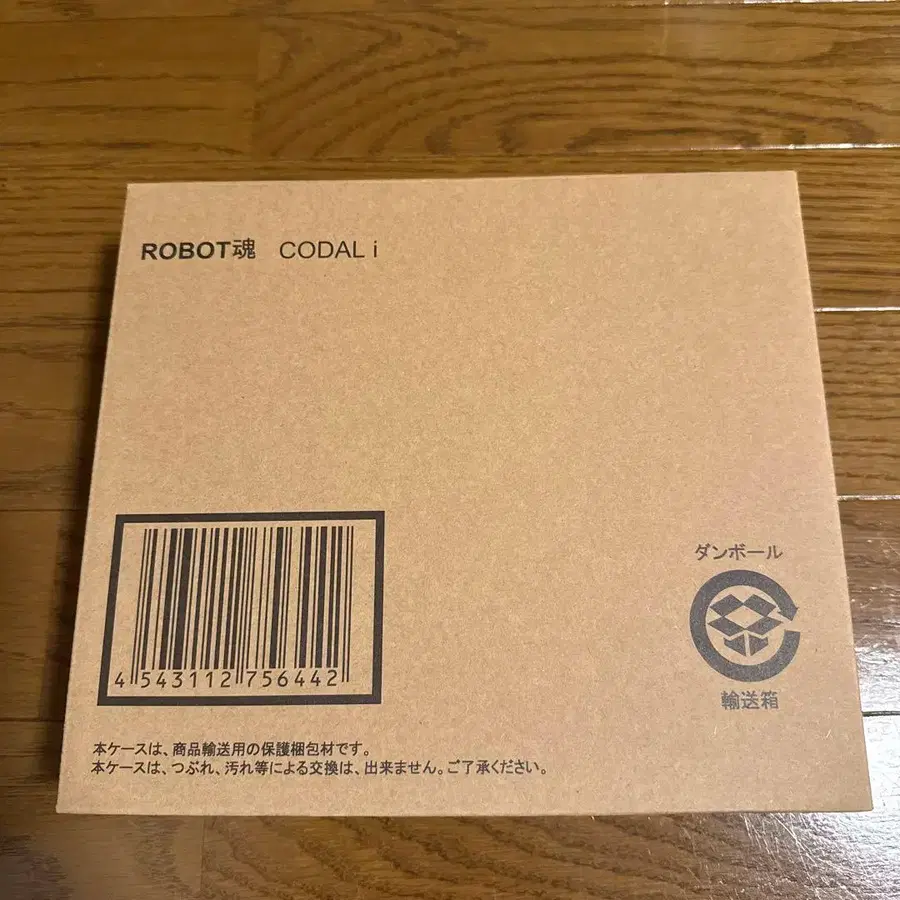 ROBOT魂 CODAL i
4 543112 756442
ダンボール
輸送箱
本ケースは、商品輸送用の保護梱包材です。
本ケースは、つぶれ、汚れ等による交換は、出来ません。ご了承ください。